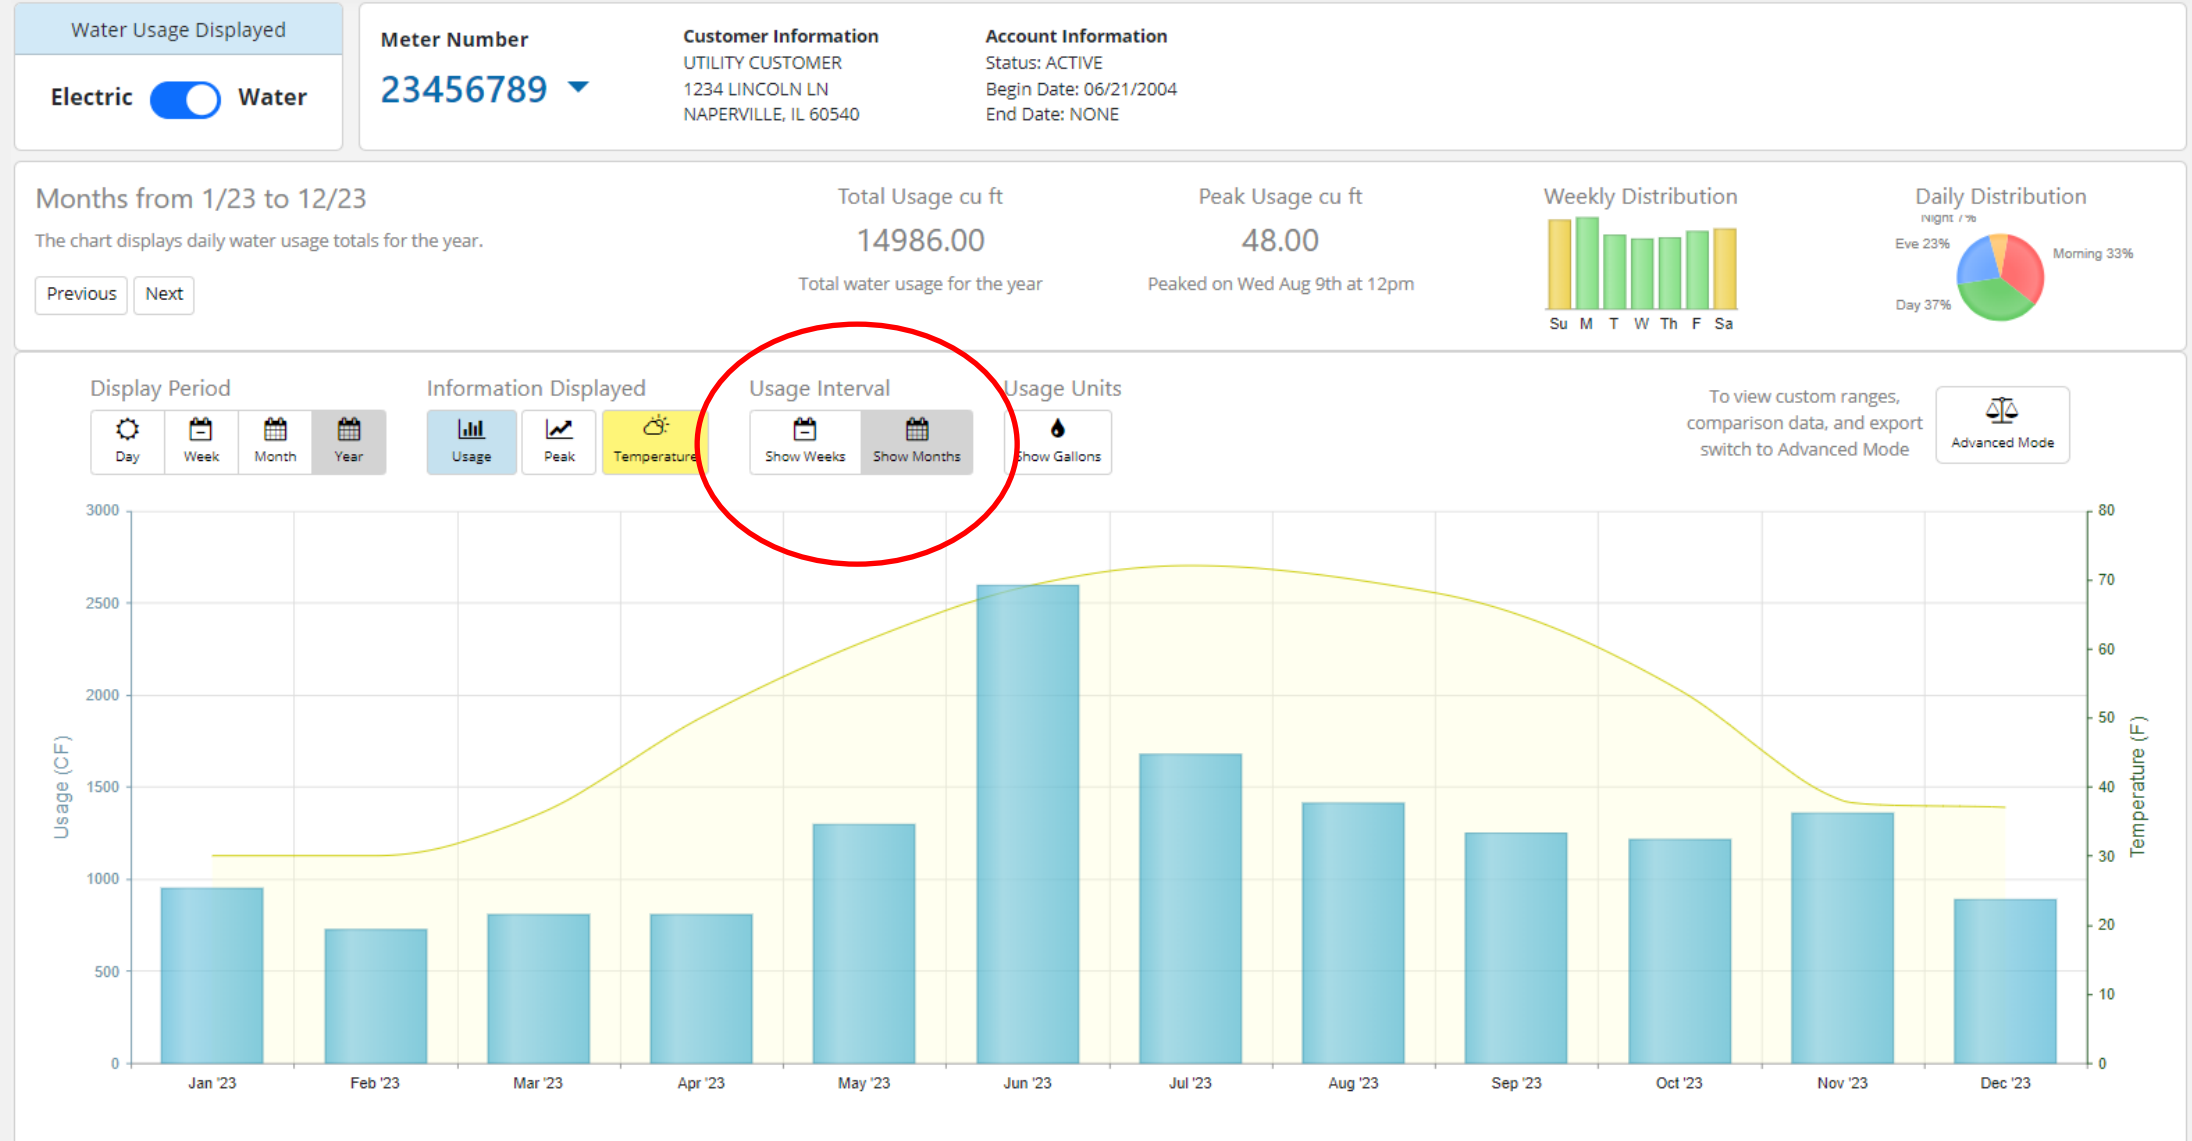 Water Usage Displayed
Electric Water
Meter Number
23456789
Customer Information
UTILITY CUSTOMER
1234 LINCOLN LN
NAPERVILLE, IL 60540
Account Information
Status: ACTIVE
Begin Date: 06/21/2004
End Date: NONE
Months from 1/23 to 12/23
The chart displays daily water usage totals for the year.
Previous Next
Total Usage cu ft
14986.00
Total water usage for the year
Peak Usage cu ft
48.00
Peaked on Wed Aug 9th at 12pm
Weekly Distribution
Su M T W Th F Sa
Daily Distribution
Night 7%
Eve 23%
Morning 33%
Day 37%
Display Period
Day Week Month Year
Information Displayed
Usage Peak Temperature
Usage Interval
Show Weeks Show Months
Usage Units
Show Gallons
To view custom ranges,
comparison data, and export
switch to Advanced Mode
Advanced Mode
Usage (CF)
3000
2500
2000
1500
1000
500
0
80
70
60
50
40
30
20
10
0
Temperature (F)
Jan '23 Feb '23 Mar '23 Apr '23 May '23 Jun '23 Jul '23 Aug '23 Sep '23 Oct '23 Nov '23 Dec '23